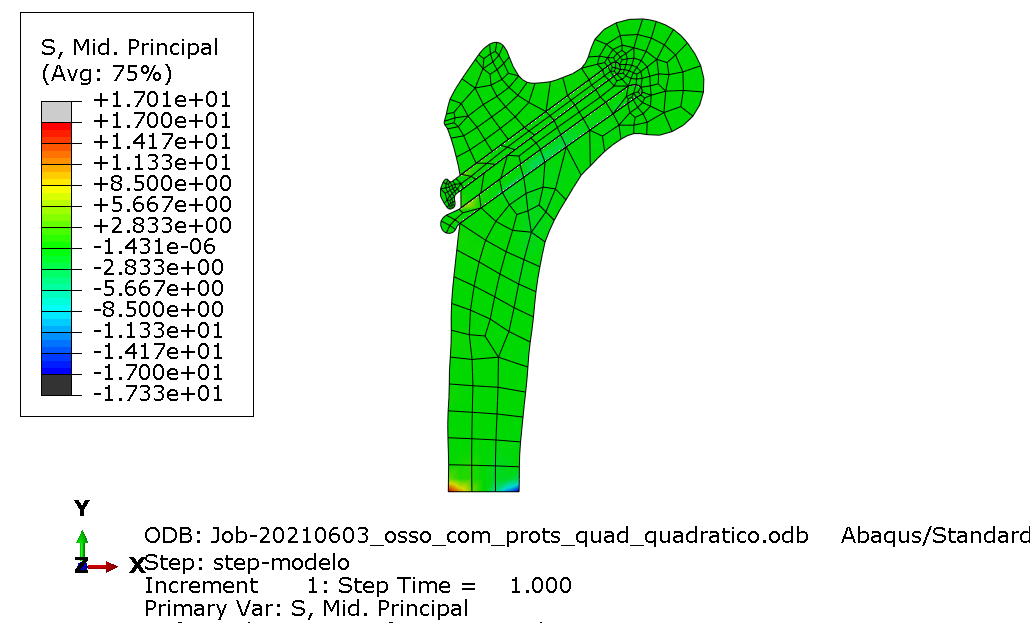 S, Mid. Principal
(Avg: 75%)
+1.701e+01
+1.700e+01
+1.417e+01
+1.133e+01
+8.500e+00
+5.667e+00
+2.833e+00
-1.431e-06
-2.833e+00
-5.667e+00
-8.500e+00
-1.133e+01
-1.417e+01
-1.700e+01
-1.733e+01
Y
Z
X
ODB: Job-20210603_osso_com_prots_quad_quadratico.odb Abaqus/Standard
Step: step-modelo
Increment 1: Step Time = 1.000
Primary Var: S, Mid. Principal